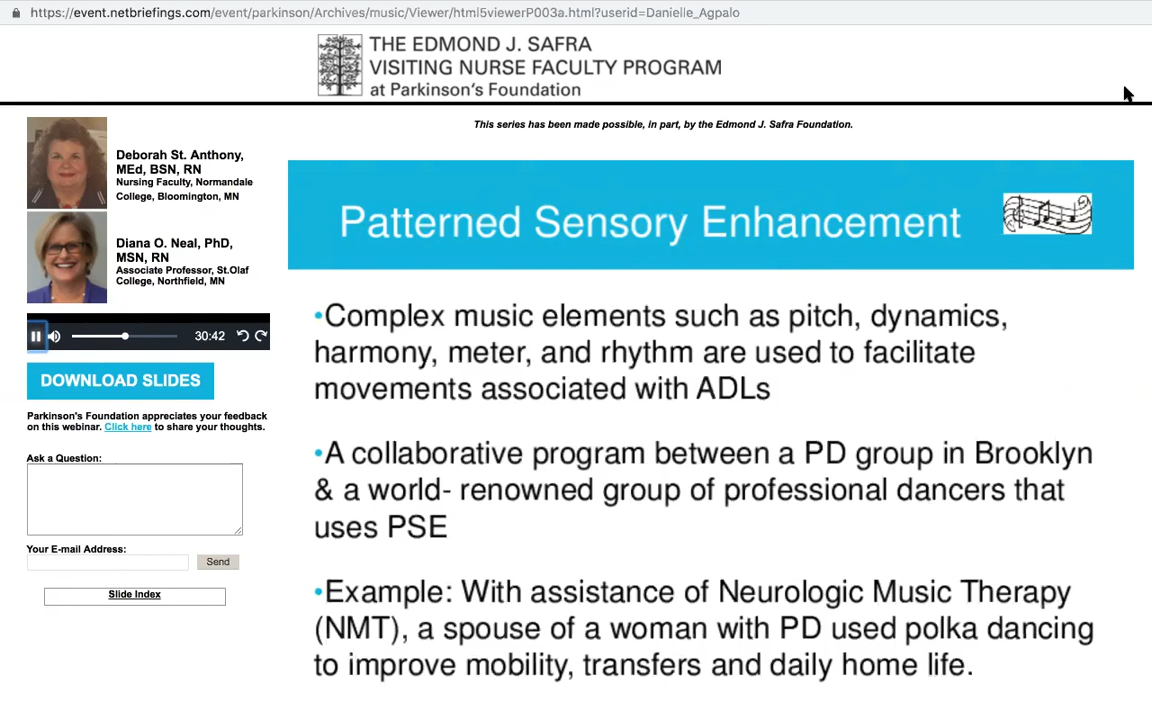 https://event.netbriefings.com/event/parkinson/Archives/music/Viewer/html5viewerP003a.html?userid=Danielle_Agpalo
THE EDMOND J. SAFRA
VISITING NURSE FACULTY PROGRAM
at Parkinson's Foundation
This series has been made possible, in part, by the Edmond J. Safra Foundation.
Deborah St. Anthony,
MEd, BSN, RN
Nursing Faculty, Normandale
College, Bloomington, MN
Diana O. Neal, PhD,
MSN, RN
Associate Professor, St.Olaf
College, Northfield, MN
30:42
DOWNLOAD SLIDES
Parkinson's Foundation appreciates your feedback
on this webinar. Click here to share your thoughts.
Ask a Question:
Your E-mail Address:
Send
Slide Index
Patterned Sensory Enhancement
•Complex music elements such as pitch, dynamics,
harmony, meter, and rhythm are used to facilitate
movements associated with ADLs
•A collaborative program between a PD group in Brooklyn
& a world- renowned group of professional dancers that
uses PSE
•Example: With assistance of Neurologic Music Therapy
(NMT), a spouse of a woman with PD used polka dancing
to improve mobility, transfers and daily home life.